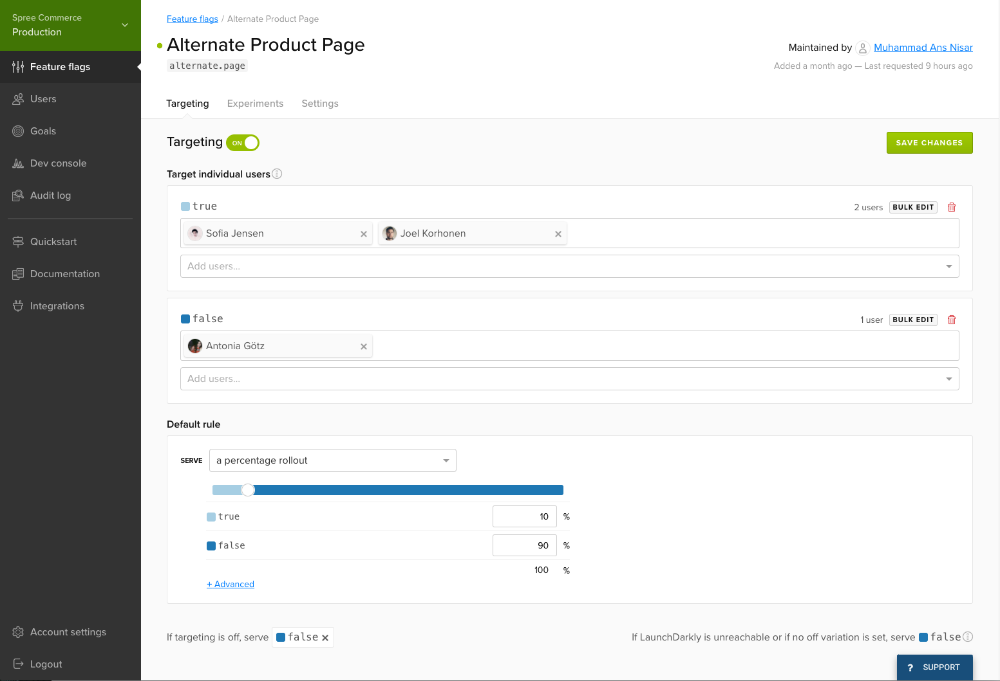 Spree Commerce
Production
Feature flags
Users
Goals
Dev console
Audit log
Quickstart
Documentation
Integrations
Account settings
Logout
Feature flags / Alternate Product Page
Alternate Product Page
alternate.page
Maintained by Muhammad Ans Nisar
Added a month ago — Last requested 9 hours ago
Targeting Experiments Settings
Targeting ON
SAVE CHANGES
Target individual users
true 2 users BULK EDIT
Sofia Jensen × Joel Korhonen ×
Add users...
false 1 user BULK EDIT
Antonia Götz ×
Add users...
Default rule
SERVE a percentage rollout
true 10 %
false 90 %
100 %
+ Advanced
If targeting is off, serve false ×
If LaunchDarkly is unreachable or if no off variation is set, serve false
? SUPPORT